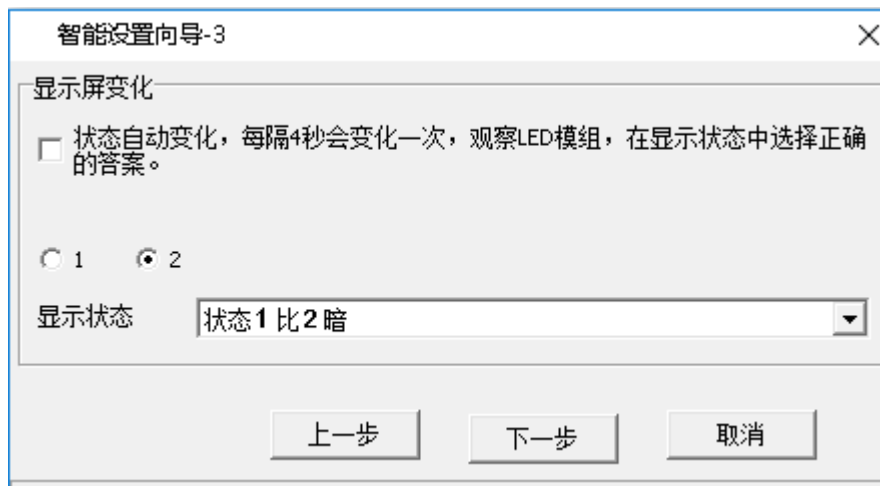 智能设置向导-3
显示屏变化
状态自动变化，每隔4秒会变化一次，观察LED模组，在显示状态中选择正确
的答案。
1 2
显示状态 状态1 比2 暗
上一步 下一步 取消